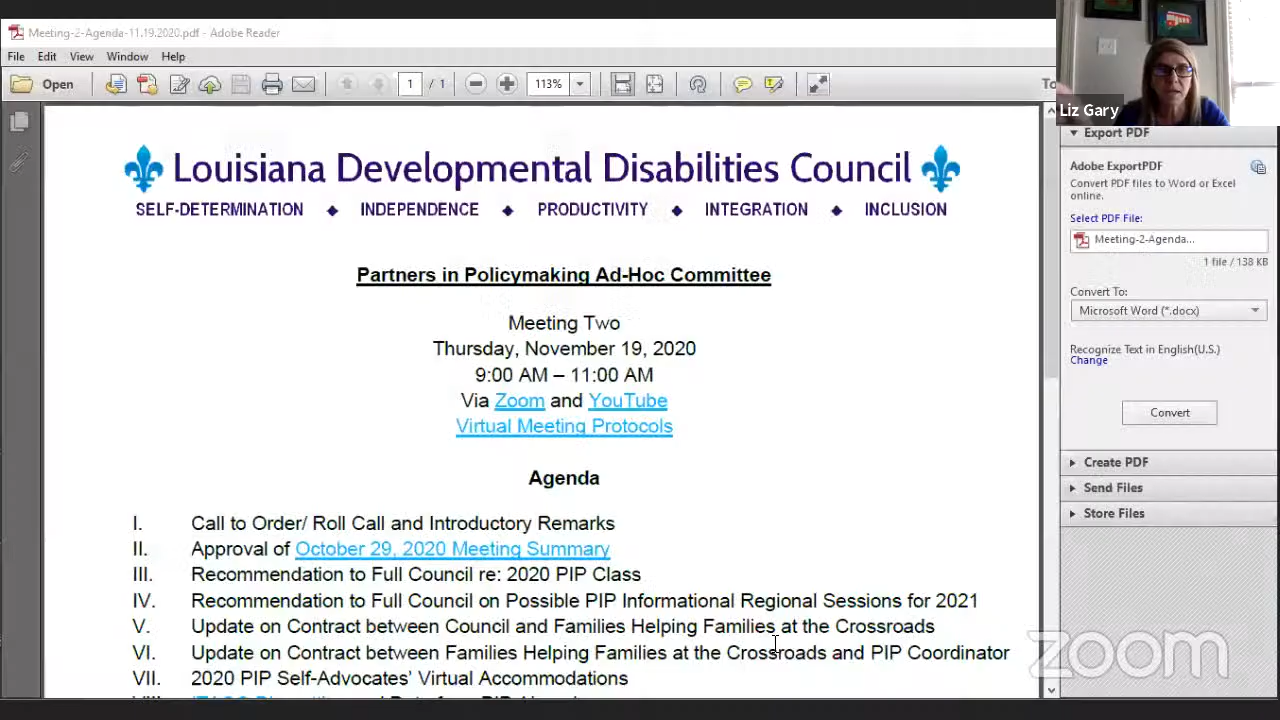 Meeting-2-Agenda-11.19.2020.pdf - Adobe Reader
File Edit View Window Help
Open 1 / 1 113% To
Liz Gary
Louisiana Developmental Disabilities Council
SELF-DETERMINATION ◆ INDEPENDENCE ◆ PRODUCTIVITY ◆ INTEGRATION ◆ INCLUSION
Partners in Policymaking Ad-Hoc Committee
Meeting Two
Thursday, November 19, 2020
9:00 AM – 11:00 AM
Via Zoom and YouTube
Virtual Meeting Protocols
Agenda
I. Call to Order/ Roll Call and Introductory Remarks
II. Approval of October 29, 2020 Meeting Summary
III. Recommendation to Full Council re: 2020 PIP Class
IV. Recommendation to Full Council on Possible PIP Informational Regional Sessions for 2021
V. Update on Contract between Council and Families Helping Families at the Crossroads
VI. Update on Contract between Families Helping Families at the Crossroads and PIP Coordinator
VII. 2020 PIP Self-Advocates' Virtual Accommodations
Export PDF
Adobe ExportPDF
Convert PDF files to Word or Excel
online.
Select PDF File:
Meeting-2-Agenda...
1 file / 138 KB
Convert To:
Microsoft Word (*.docx)
Recognize Text in English(U.S.)
Change
Convert
Create PDF
Send Files
Store Files
zoom